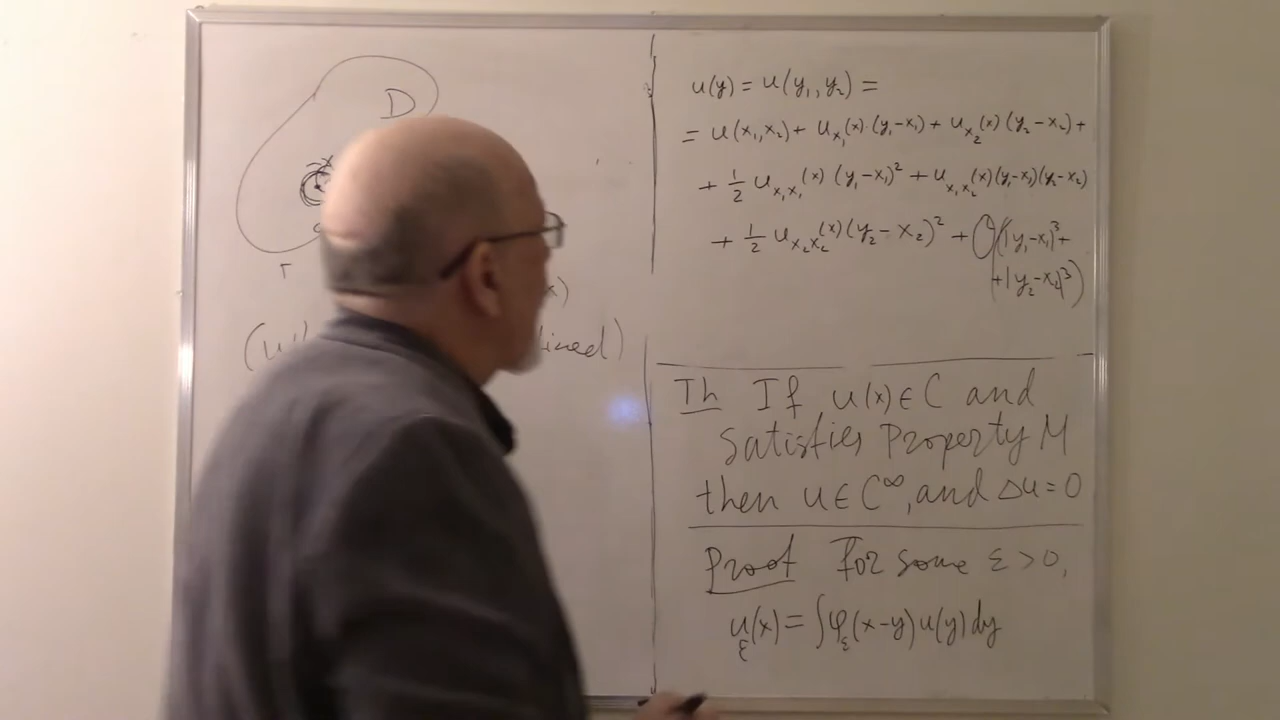 D
Γ
x)
(u
ined)
u(y) = u(y₁, y₂) =
= u(x₁,x₂) + u_{x₁}(x)·(y₁-x₁) + u_{x₂}(x)(y₂-x₂) +
+ 1/2 u_{x₁x₁}(x) (y₁-x₁)² + u_{x₁x₂}(x)(y₁-x₁)(y₂-x₂)
+ 1/2 u_{x₂x₂}(x)(y₂-x₂)² + O(|y₁-x₁|³+
+|y₂-x₂|³)
Th If u(x)∈C and
satisfies Property M
then u∈C^∞, and Δu=0
Proof For some ε>0,
u_ε(x) = ∫φ_ε(x-y)u(y)dy